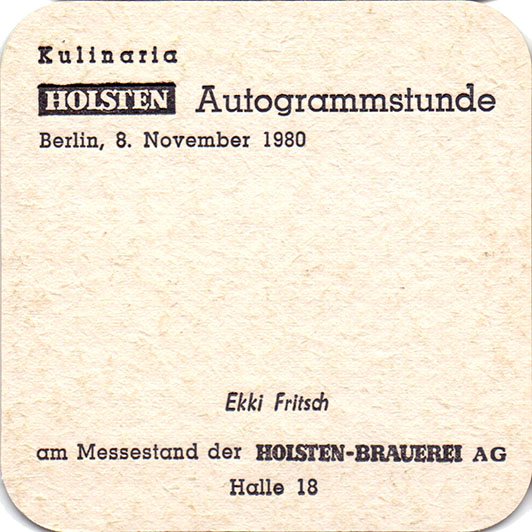 Kulinaria
HOLSTEN Autogrammstunde
Berlin, 8. November 1980
Ekki Fritsch
am Messestand der HOLSTEN-BRAUEREI AG
Halle 18